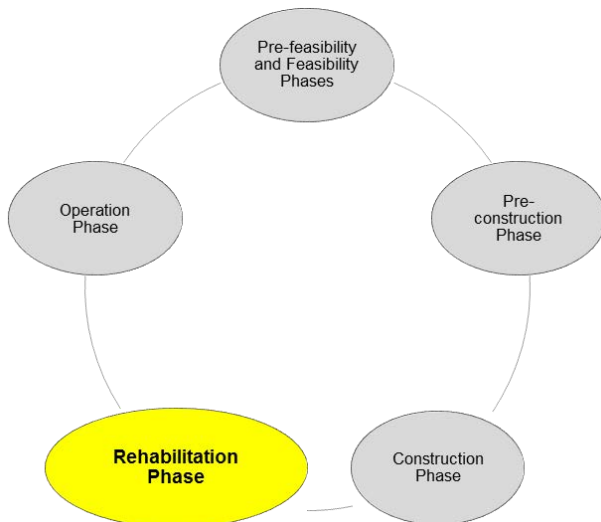 Pre-feasibility
and Feasibility
Phases
Pre-
construction
Phase
Construction
Phase
Rehabilitation
Phase
Operation
Phase